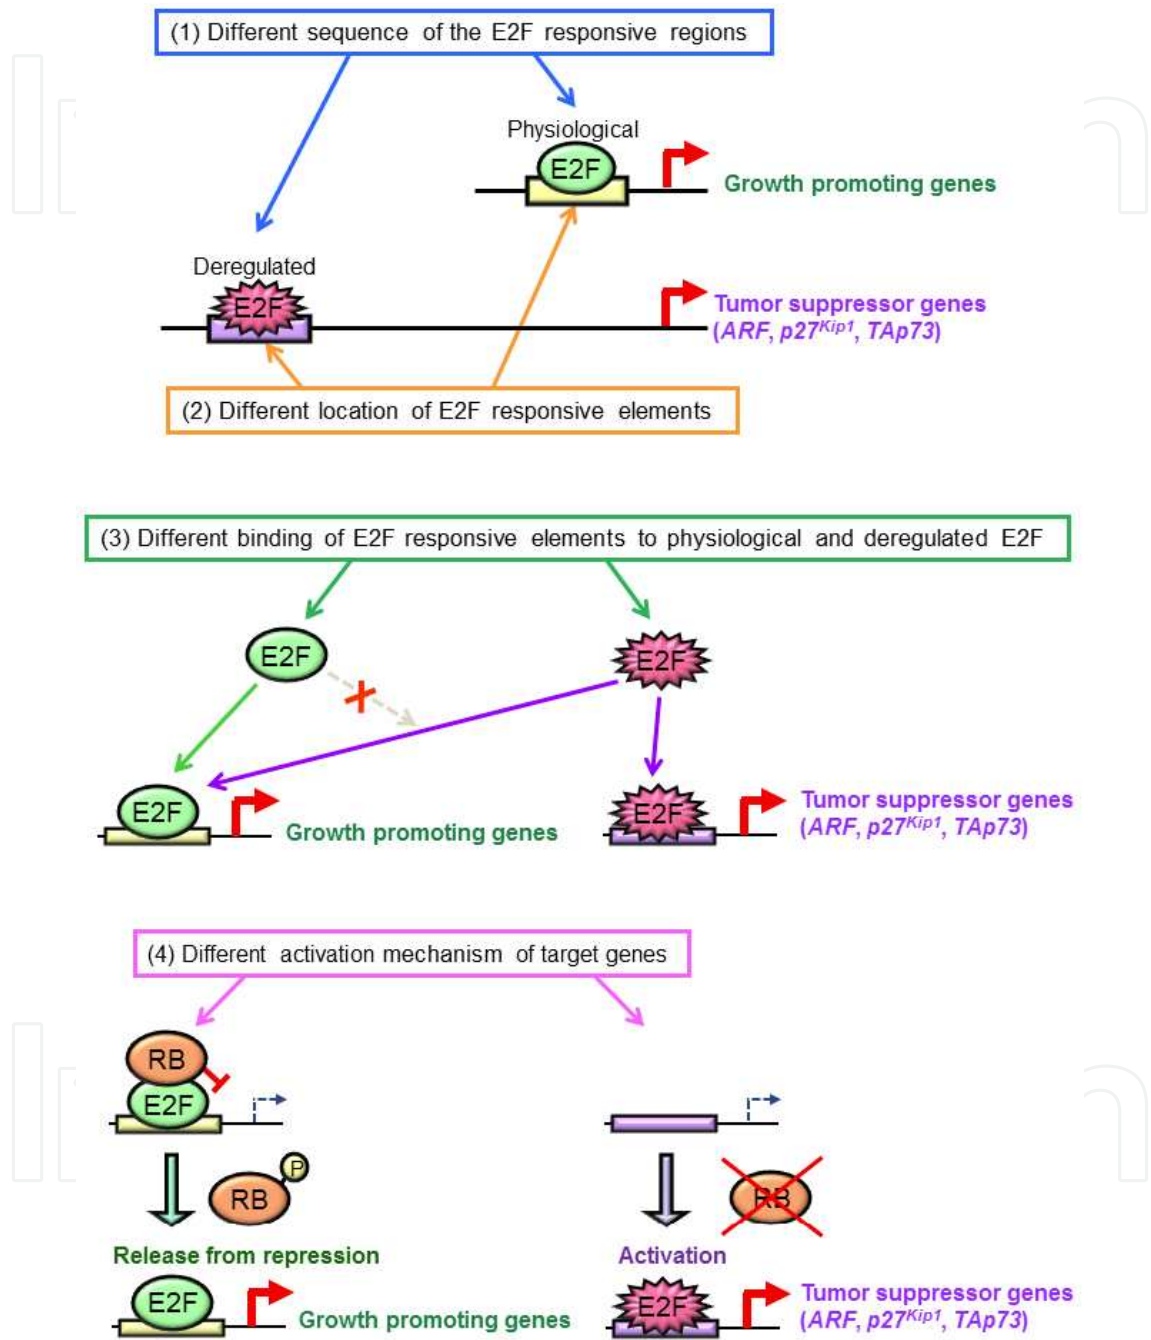 (1) Different sequence of the E2F responsive regions
Physiological
E2F
Growth promoting genes
Deregulated
E2F
Tumor suppressor genes
(ARF, p27Kip1, TAp73)
(2) Different location of E2F responsive elements
(3) Different binding of E2F responsive elements to physiological and deregulated E2F
E2F
E2F
E2F
Growth promoting genes
E2F
Tumor suppressor genes
(ARF, p27Kip1, TAp73)
(4) Different activation mechanism of target genes
RB
E2F
RB
P
RB
Release from repression
Activation
E2F
Growth promoting genes
E2F
Tumor suppressor genes
(ARF, p27Kip1, TAp73)